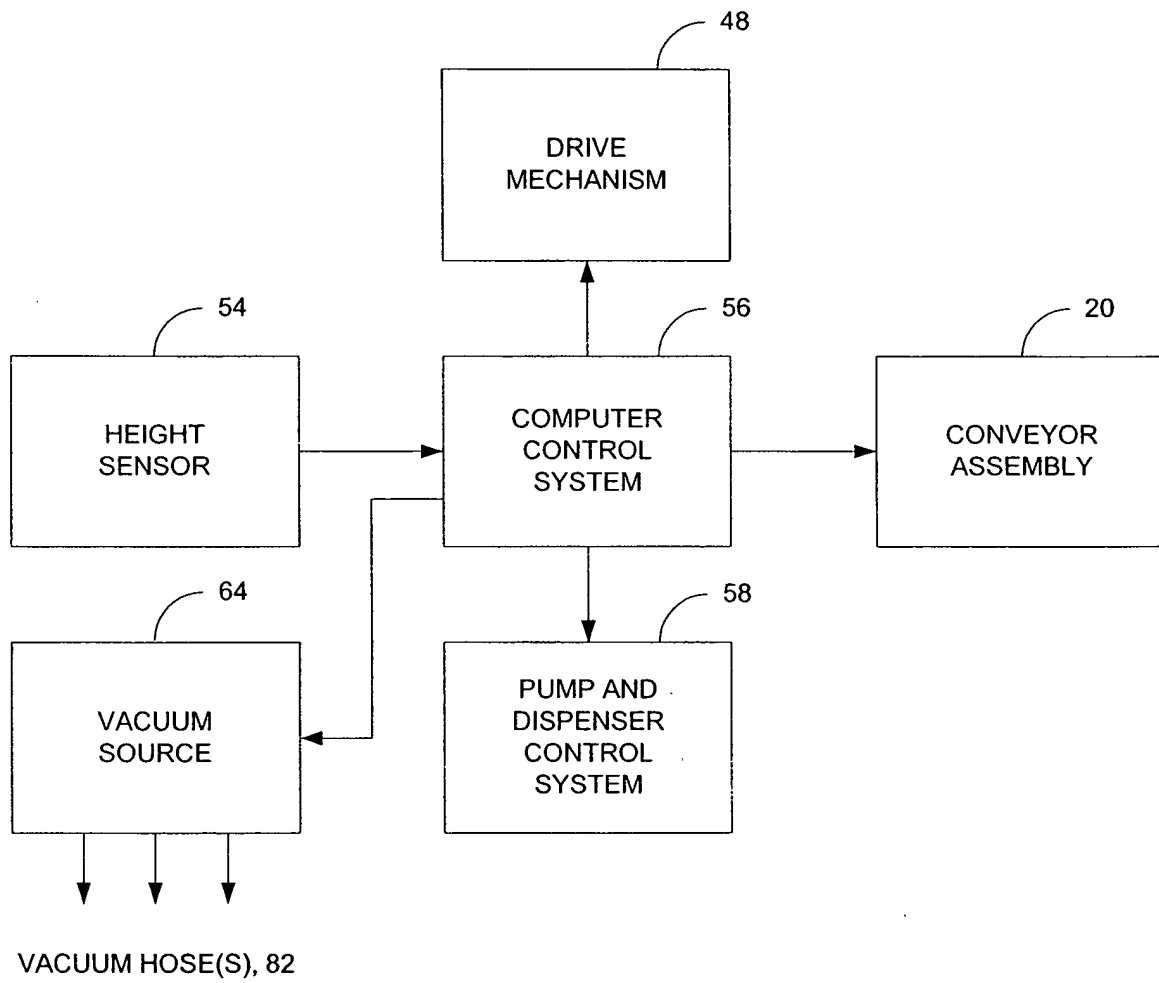 48
DRIVE
MECHANISM
54
56
20
HEIGHT
SENSOR
COMPUTER
CONTROL
SYSTEM
CONVEYOR
ASSEMBLY
64
58
VACUUM
SOURCE
PUMP AND
DISPENSER
CONTROL
SYSTEM
VACUUM HOSE(S), 82